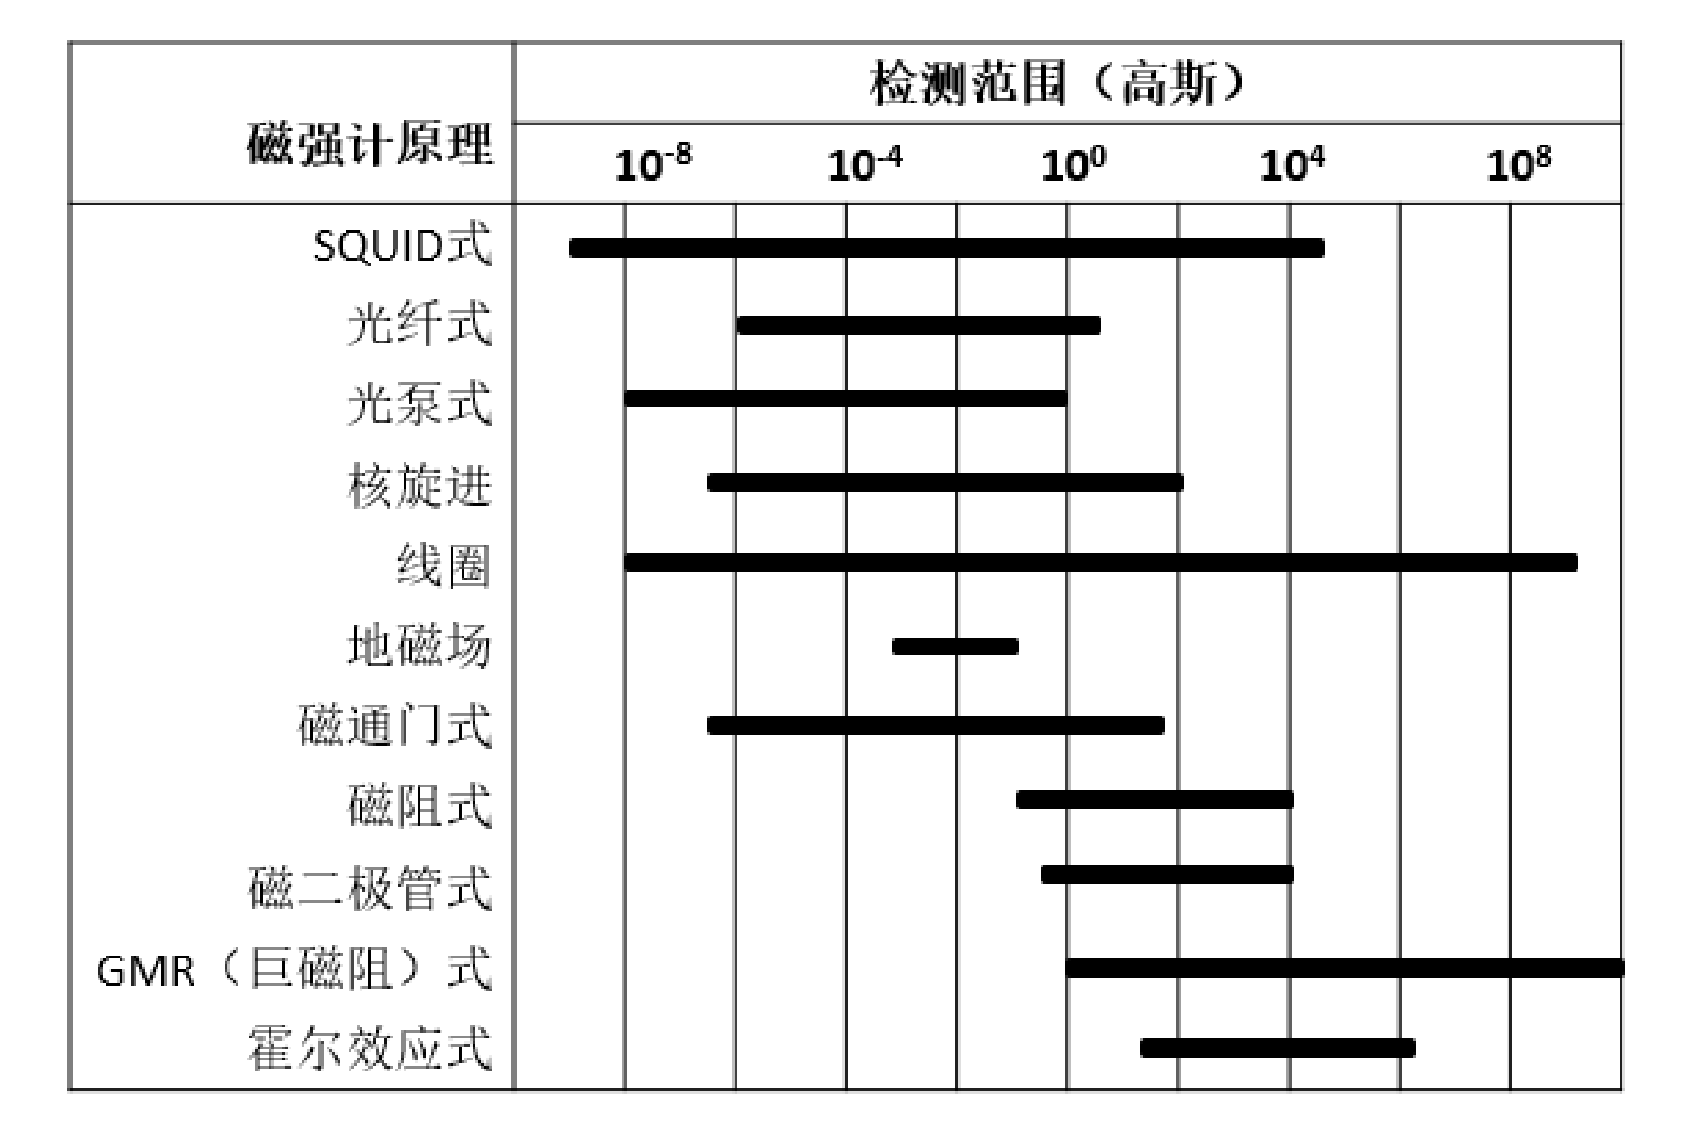 检测范围（高斯）
磁强计原理
10⁻⁸ 10⁻⁴ 10⁰ 10⁴ 10⁸
SQUID式
光纤式
光泵式
核旋进
线圈
地磁场
磁通门式
磁阻式
磁二极管式
GMR（巨磁阻）式
霍尔效应式